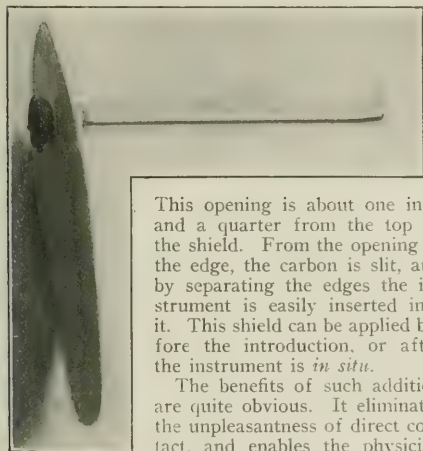 This opening is about one in
and a quarter from the top
the shield. From the opening
the edge, the carbon is slit, a
by separating the edges the i
strument is easily inserted in
it. This shield can be applied b
fore the introduction, or aft
the instrument is in situ.
The benefits of such additi
are quite obvious. It eliminat
the unpleasantness of direct co
tact, and enables the physici